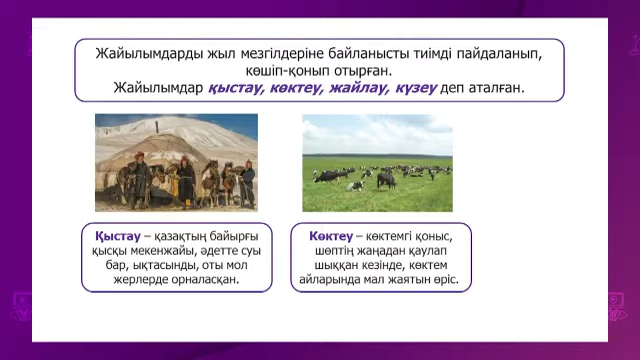 Жайылымдарды жыл мезгілдеріне байланысты тиімді пайдаланып,
көшіп-қонып отырған.
Жайылымдар қыстау, көктеу, жайлау, күзеу деп аталған.
Қыстау – қазақтың байырғы
қысқы мекенжайы, әдетте суы
бар, ықтасынды, оты мол
жерлерде орналасқан.
Көктеу – көктемгі қоныс,
шөптің жаңадан қаулап
шыққан кезінде, көктем
айларында мал жаятын өріс.